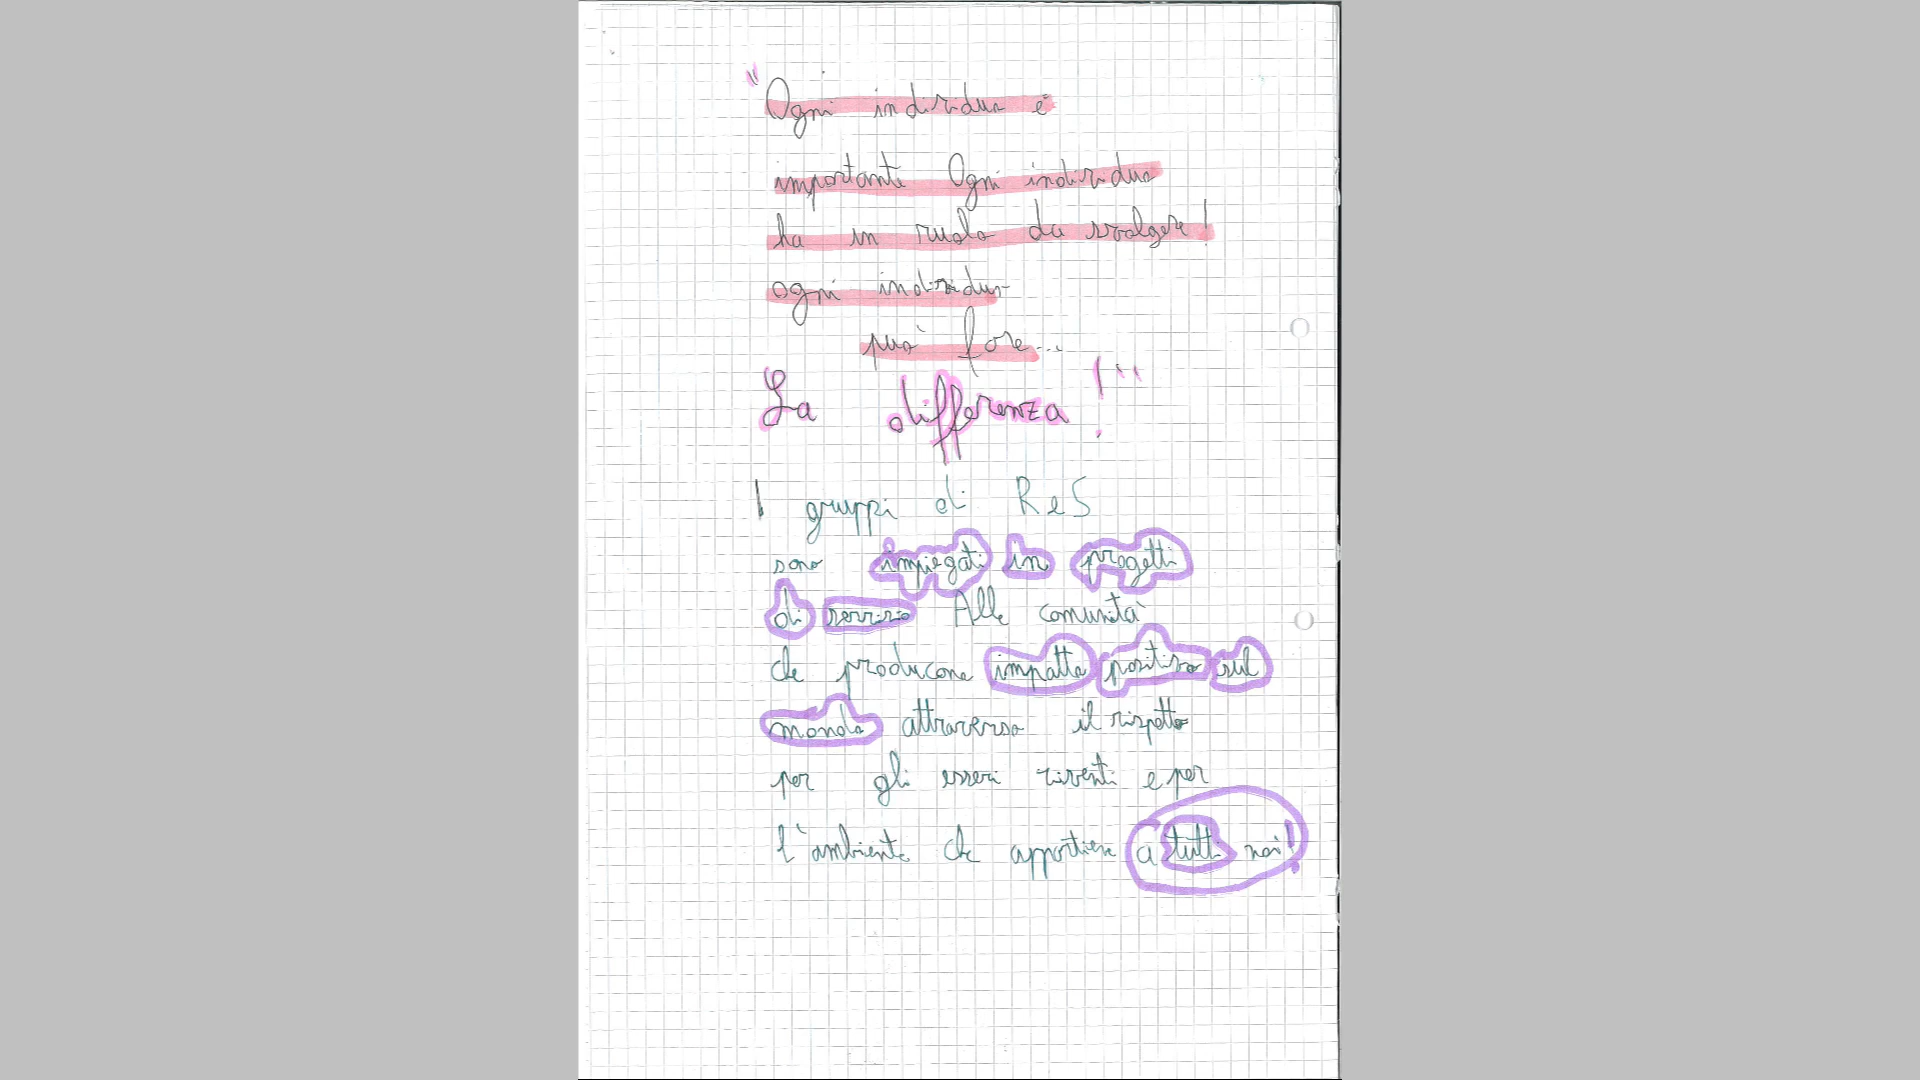 "Ogni individuo è
importante Ogni individuo
ha in ruolo da svolgere!
ogni individuo
può fare...
La differenza!"
I gruppi di ReS
sono impiegati in progetti
di servizio Alle comunità
che producono impatto positivo sul
mondo attraverso il rispetto
per gli esseri viventi e per
l'ambiente che appartiene a tutti noi!